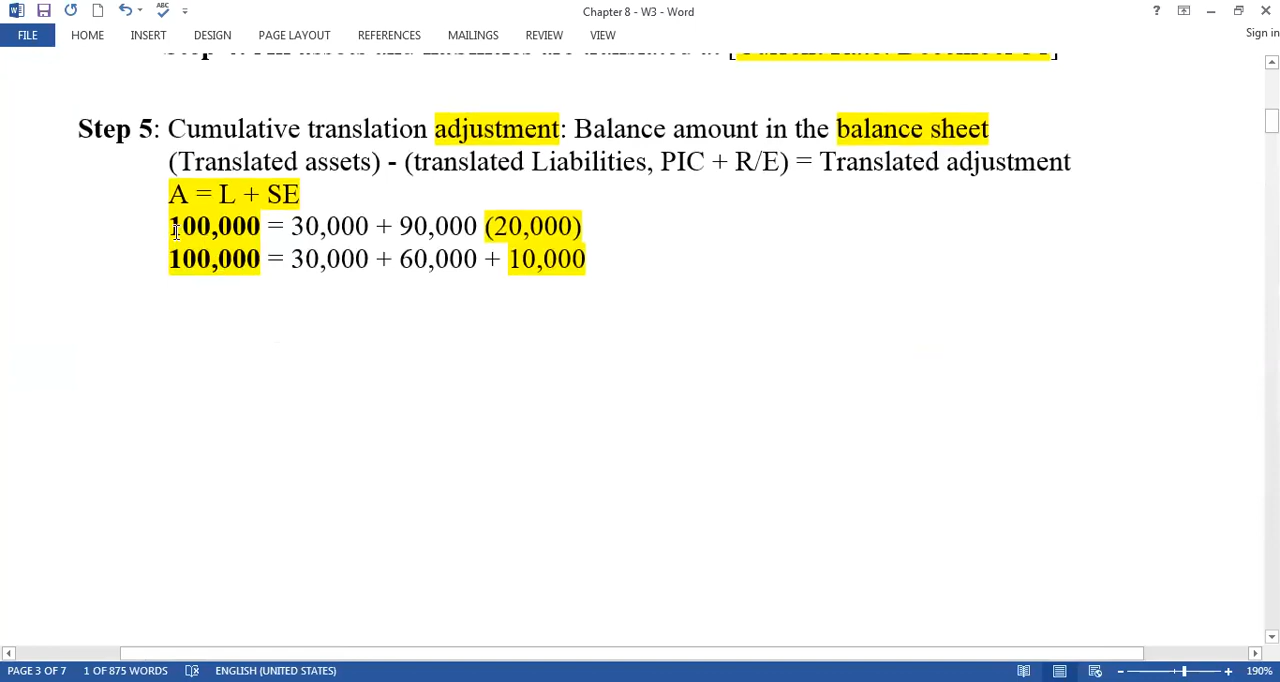 Chapter 8 - W3 - Word
Sign in
FILE HOME INSERT DESIGN PAGE LAYOUT REFERENCES MAILINGS REVIEW VIEW
Step 5: Cumulative translation adjustment: Balance amount in the balance sheet
(Translated assets) - (translated Liabilities, PIC + R/E) = Translated adjustment
A = L + SE
100,000 = 30,000 + 90,000 (20,000)
100,000 = 30,000 + 60,000 + 10,000
PAGE 3 OF 7 1 OF 875 WORDS ENGLISH (UNITED STATES) 190%